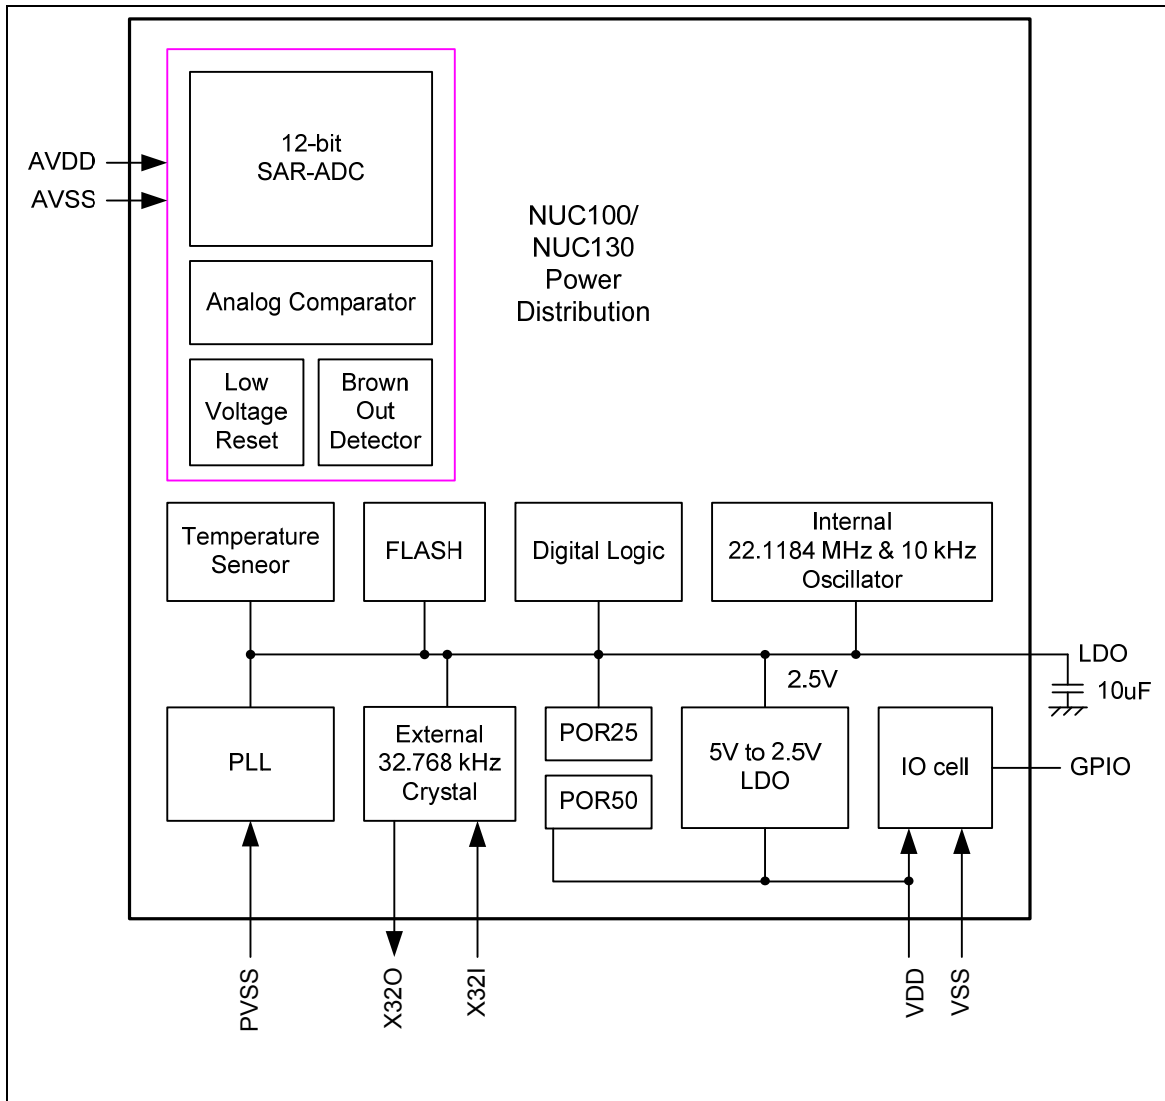 12-bit
SAR-ADC
AVDD
AVSS
NUC100/
NUC130
Power
Distribution
Analog Comparator
Low
Voltage
Reset
Brown
Out
Detector
Temperature
Seneor
FLASH
Digital Logic
Internal
22.1184 MHz & 10 kHz
Oscillator
LDO
2.5V
10uF
PLL
External
32.768 kHz
Crystal
POR25
POR50
5V to 2.5V
LDO
IO cell
GPIO
PVSS
X32O
X32I
VDD
VSS